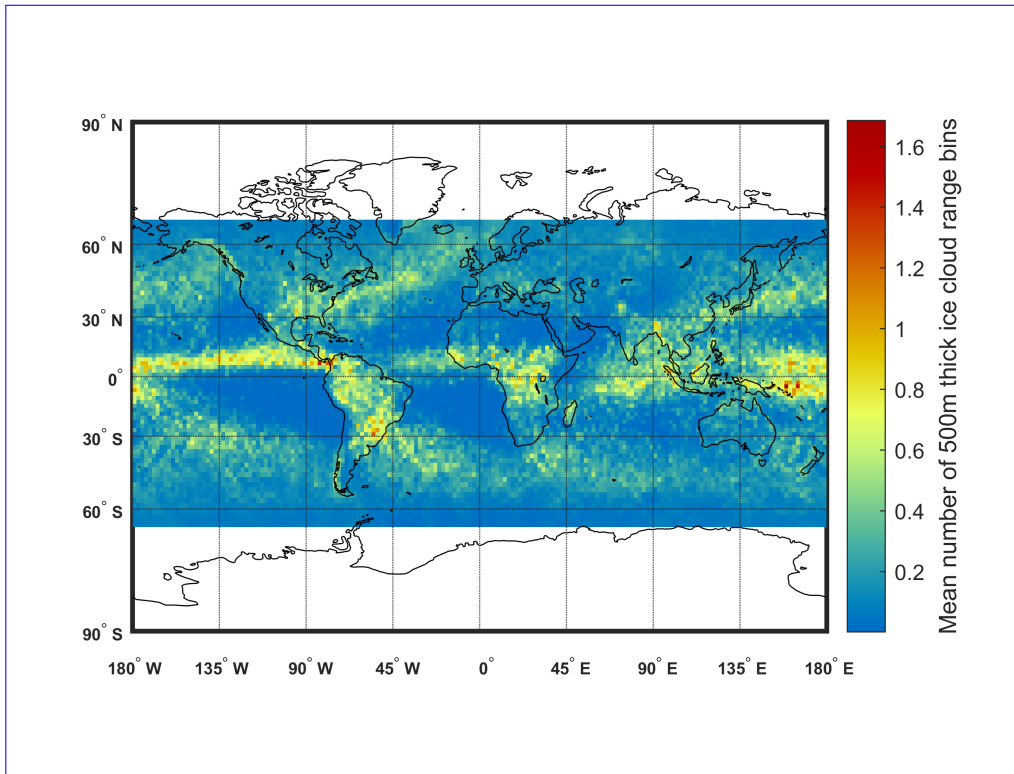 90° N
60° N
30° N
0°
30° S
60° S
90° S
180° W 135° W 90° W 45° W 0° 45° E 90° E 135° E 180° E
1.6
1.4
1.2
1
0.8
0.6
0.4
0.2
Mean number of 500m thick ice cloud range bins